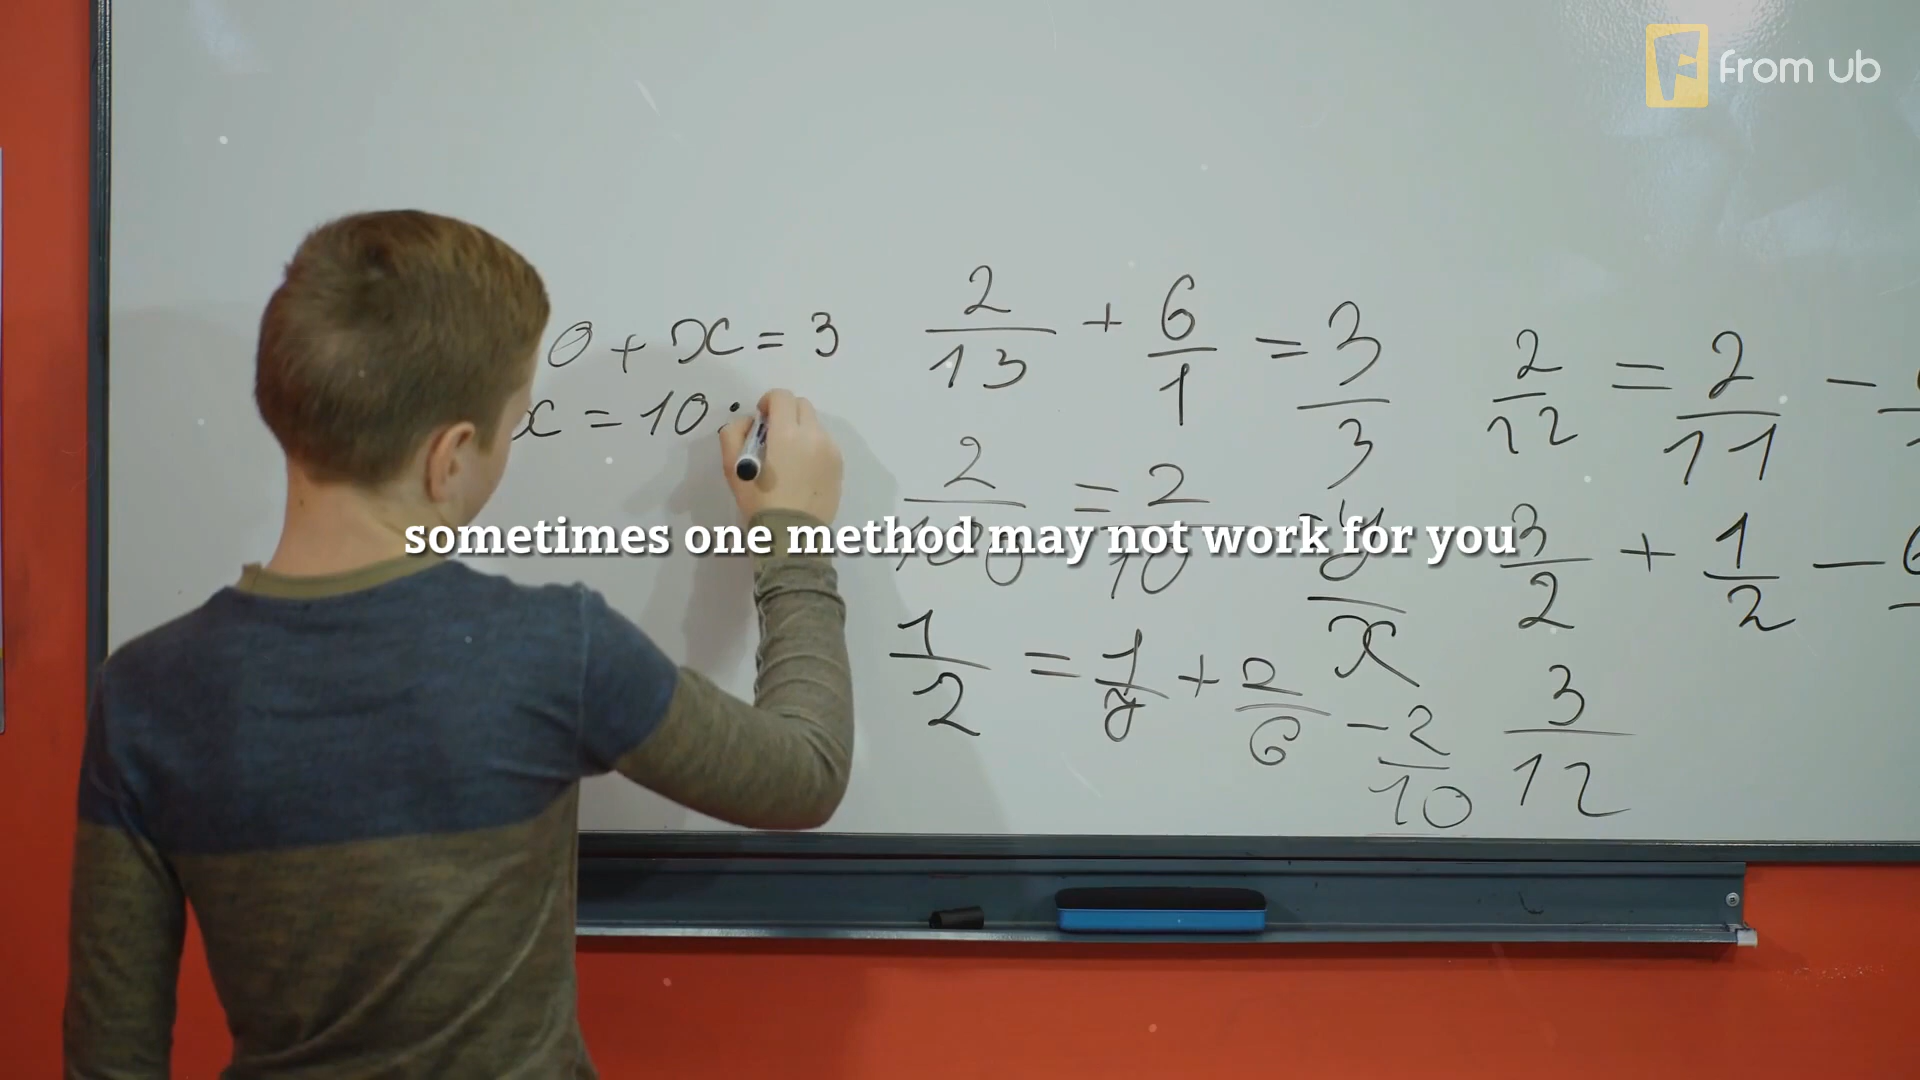 From ub
0 + x = 3
x = 10 :
2/13 + 6/1 = 3/3
2/12 = 2/11 -
2/100 = 2/10
y/x
3/2 + 1/2 -
sometimes one method may not work for you
1/2 = 1/y + 2/6 - 2/10
3/12